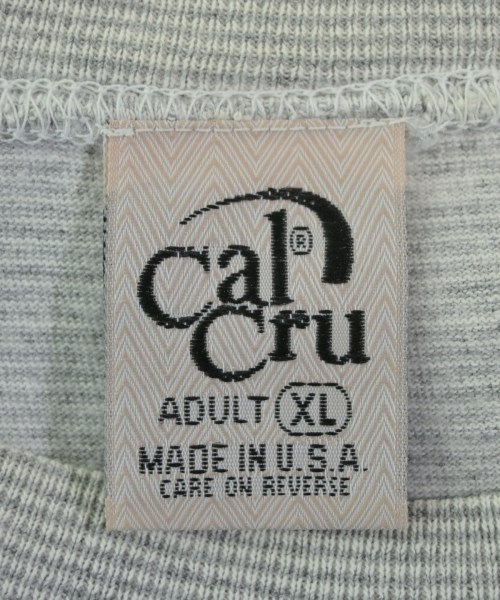 Cal®
Cru
ADULT XL
MADE IN U.S.A.
CARE ON REVERSE